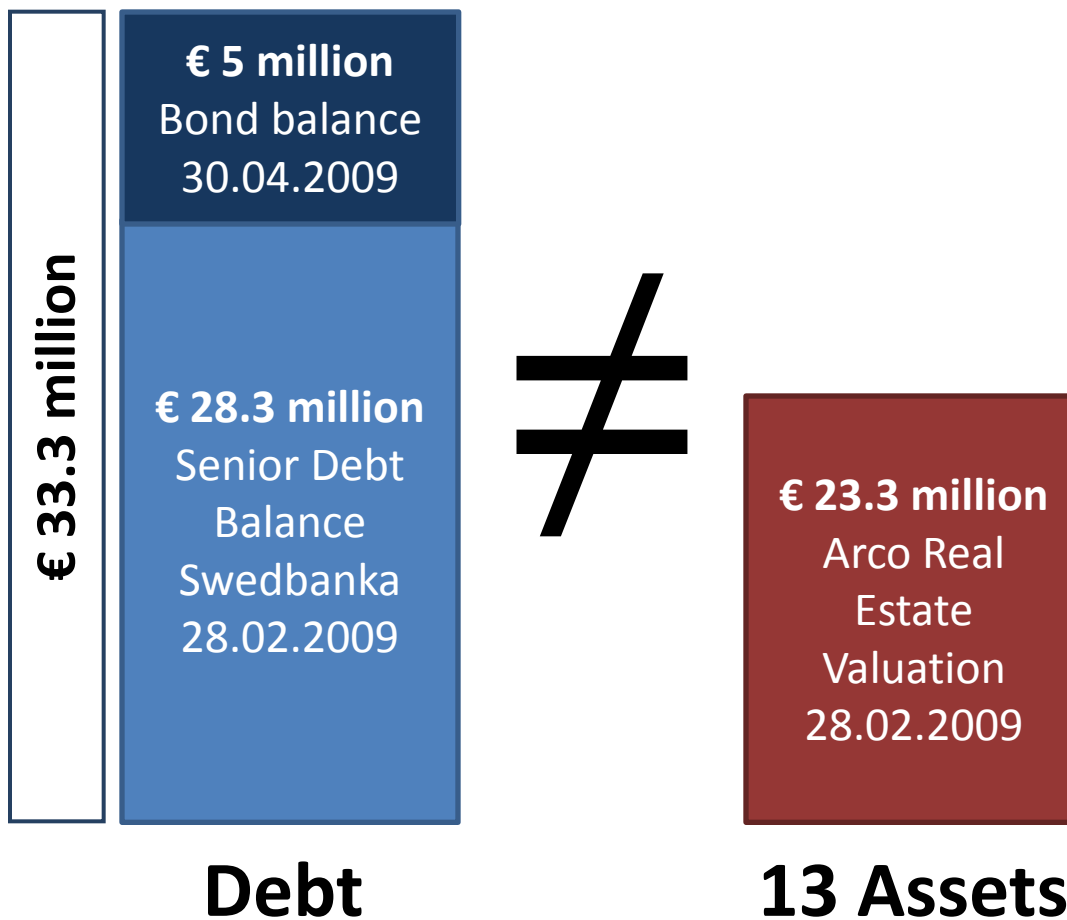 € 33.3 million
€ 5 million
Bond balance
30.04.2009
€ 28.3 million
Senior Debt
Balance
Swedbanka
28.02.2009
≠
€ 23.3 million
Arco Real
Estate
Valuation
28.02.2009
Debt
13 Assets